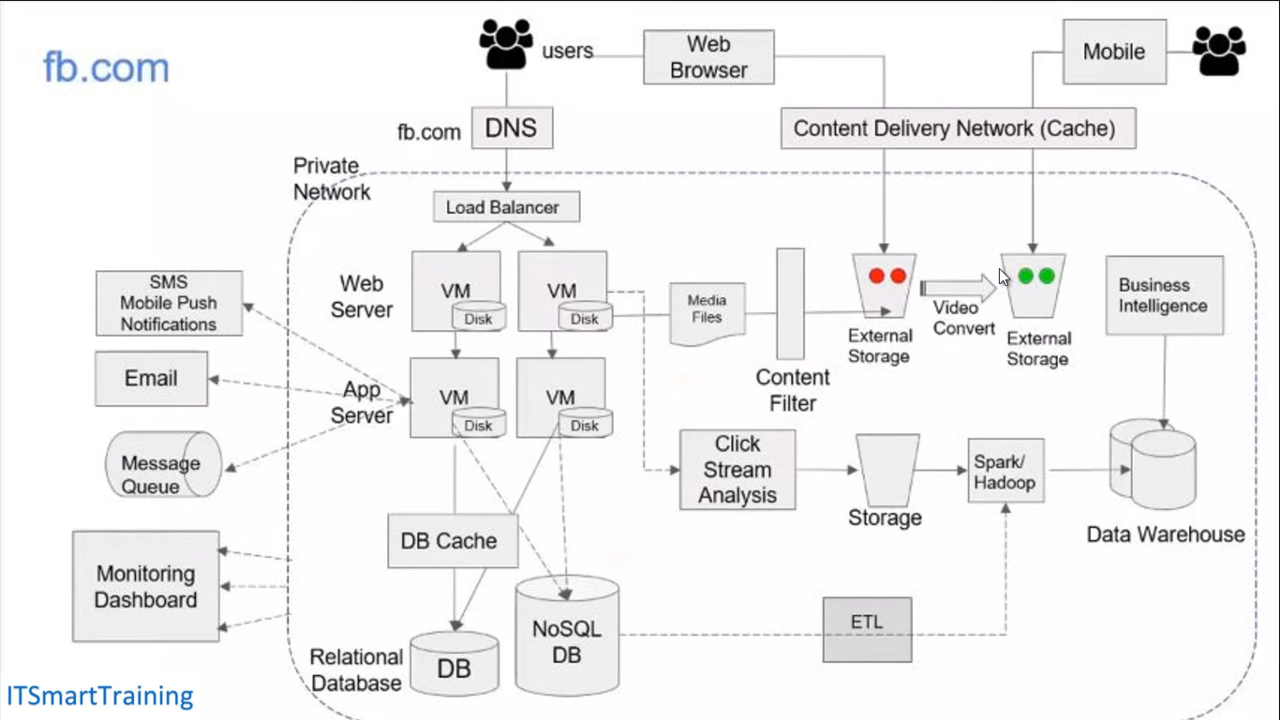 fb.com
users
Web
Browser
Mobile
fb.com
DNS
Content Delivery Network (Cache)
Private
Network
Load Balancer
Web
Server
VM
Disk
VM
Disk
Media
Files
Content
Filter
External
Storage
Video
Convert
External
Storage
Business
Intelligence
SMS
Mobile Push
Notifications
Email
Message
Queue
App
Server
VM
Disk
VM
Disk
Click
Stream
Analysis
Storage
Spark/
Hadoop
Data Warehouse
DB Cache
Monitoring
Dashboard
NoSQL
DB
ETL
Relational
Database
DB
ITSmartTraining